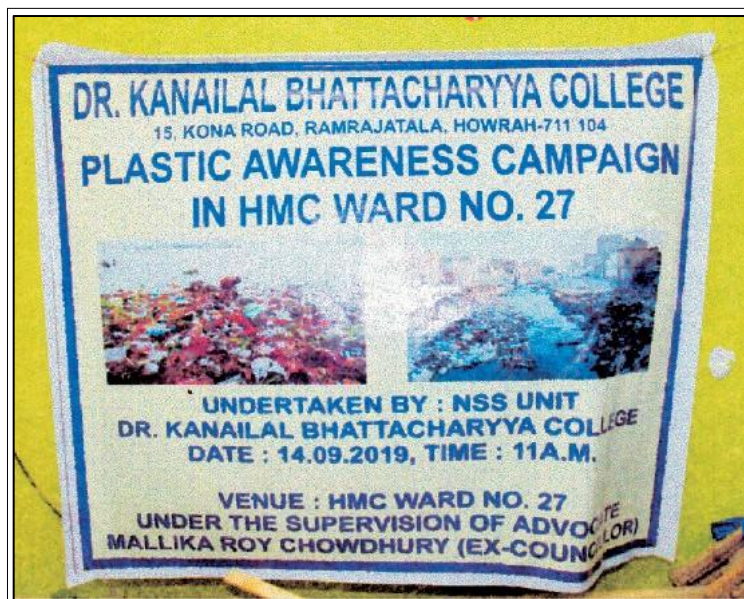 DR. KANAILAL BHATTACHARYYA COLLEGE
15, KONA ROAD, RAMRAJATALA, HOWRAH-711 104
PLASTIC AWARENESS CAMPAIGN
IN HMC WARD NO. 27
UNDERTAKEN BY : NSS UNIT
DR. KANAILAL BHATTACHARYYA COLLEGE
DATE : 14.09.2019, TIME : 11A.M.
VENUE : HMC WARD NO. 27
UNDER THE SUPERVISION OF ADVOCATE
MALLIKA ROY CHOWDHURY (EX-COUNCILOR)